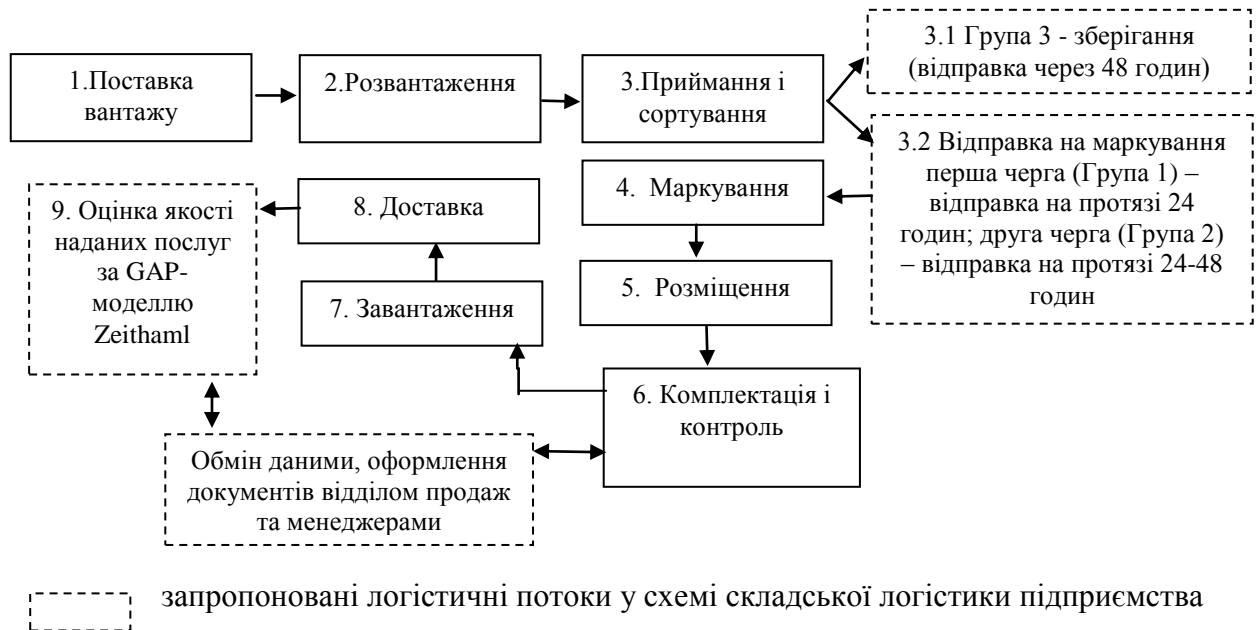 1.Поставка
вантажу
2.Розвантаження
3.Приймання і
сортування
3.1 Група 3 - зберігання
(відправка через 48 годин)
3.2 Відправка на маркування
перша черга (Група 1) –
відправка на протязі 24
годин; друга черга (Група 2)
– відправка на протязі 24-48
годин
4. Маркування
5. Розміщення
6. Комплектація і
контроль
7. Завантаження
8. Доставка
9. Оцінка якості
наданих послуг
за GAP-
моделлю
Zeithaml
Обмін даними, оформлення
документів відділом продаж
та менеджерами
запропоновані логістичні потоки у схемі складської логістики підприємства